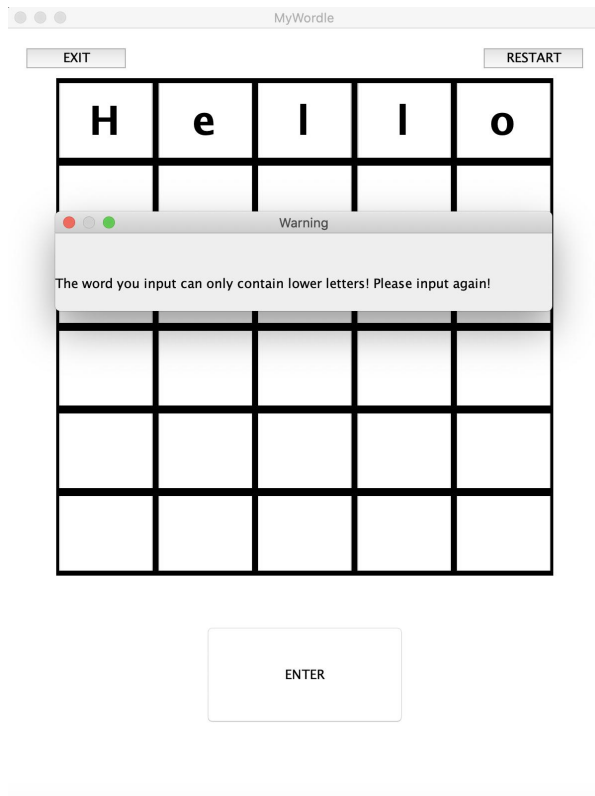 MyWordle
EXIT RESTART
H e l l o
Warning
The word you input can only contain lower letters! Please input again!
ENTER